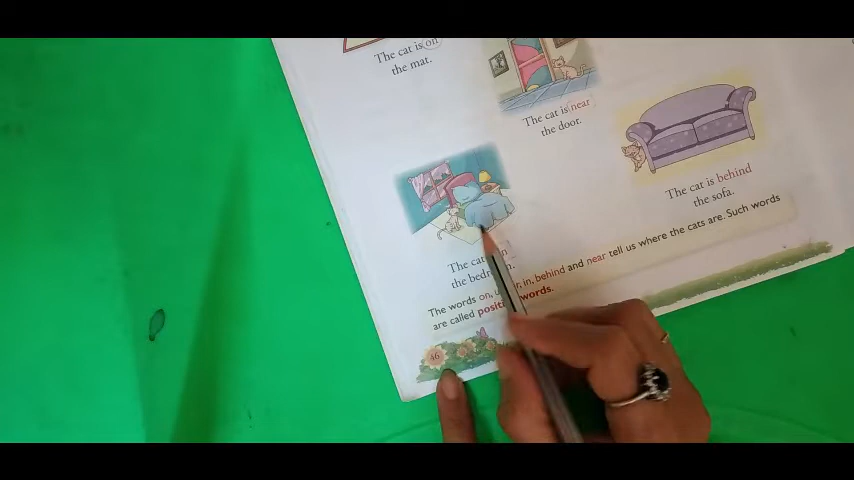 The cat is on
the mat.
The cat is near
the door.
The cat is behind
the sofa.
The cat
the
The words on, in, behind and near tell us where the cats are. Such words
are called words.
46